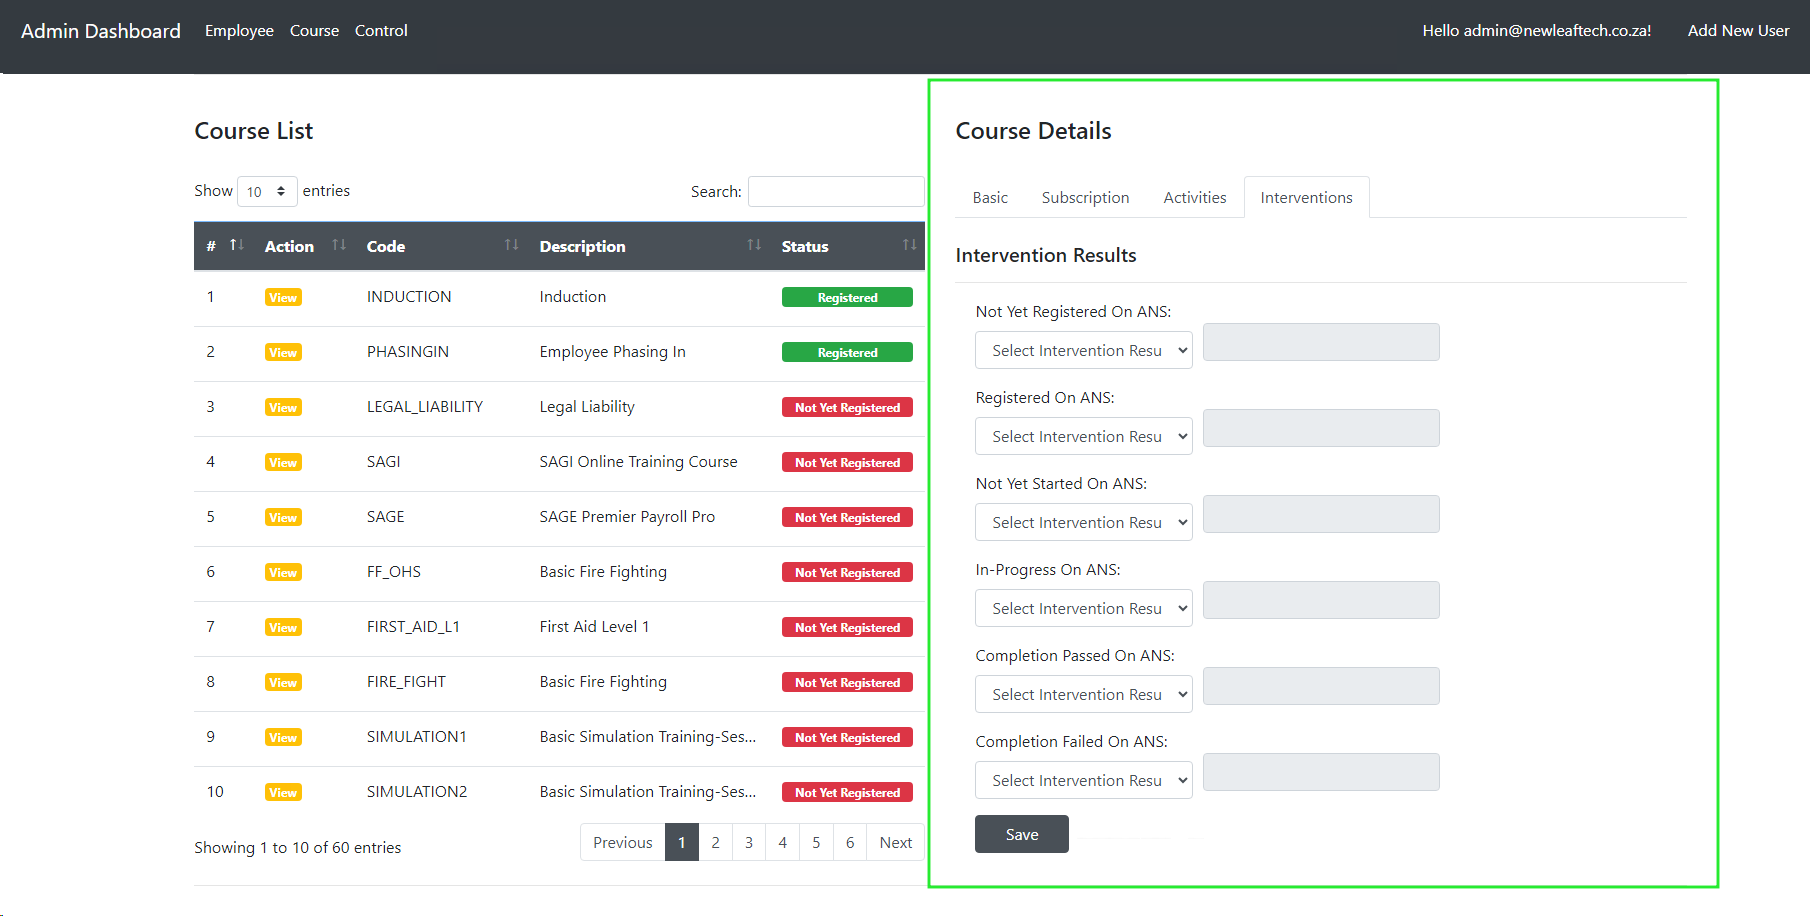 Admin Dashboard Employee Course Control Hello admin@newleaftech.co.za! Add New User
Course List
Show 10 entries Search:
# Action Code Description Status
1 View INDUCTION Induction Registered
2 View PHASINGIN Employee Phasing In Registered
3 View LEGAL_LIABILITY Legal Liability Not Yet Registered
4 View SAGI SAGI Online Training Course Not Yet Registered
5 View SAGE SAGE Premier Payroll Pro Not Yet Registered
6 View FF_OHS Basic Fire Fighting Not Yet Registered
7 View FIRST_AID_L1 First Aid Level 1 Not Yet Registered
8 View FIRE_FIGHT Basic Fire Fighting Not Yet Registered
9 View SIMULATION1 Basic Simulation Training-Ses... Not Yet Registered
10 View SIMULATION2 Basic Simulation Training-Ses... Not Yet Registered
Showing 1 to 10 of 60 entries Previous 1 2 3 4 5 6 Next
Course Details
Basic Subscription Activities Interventions
Intervention Results
Not Yet Registered On ANS:
Select Intervention Resu
Registered On ANS:
Select Intervention Resu
Not Yet Started On ANS:
Select Intervention Resu
In-Progress On ANS:
Select Intervention Resu
Completion Passed On ANS:
Select Intervention Resu
Completion Failed On ANS:
Select Intervention Resu
Save